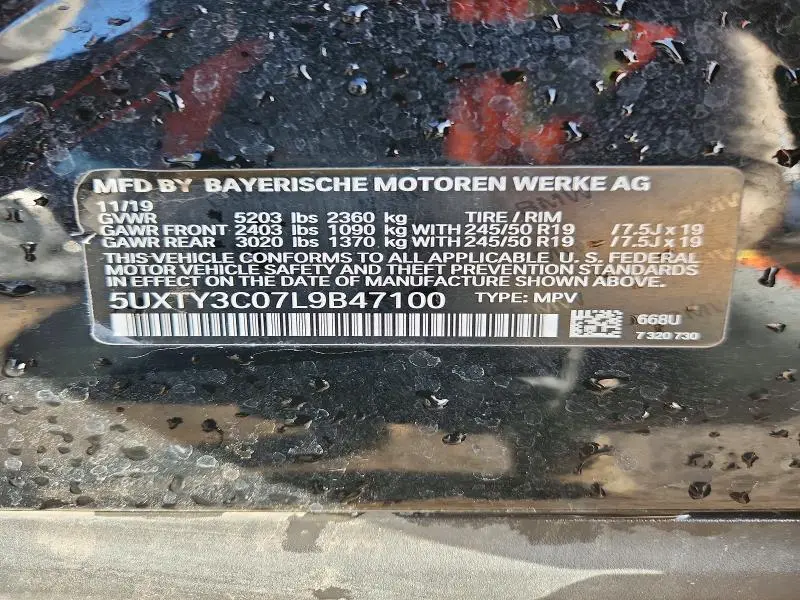 MFD BY BAYERISCHE MOTOREN WERKE AG
11/19
GVWR 5203 lbs 2360 kg TIRE / RIM
GAWR FRONT 2403 lbs 1090 kg WITH 245/50 R19 /7.5J x 19
GAWR REAR 3020 lbs 1370 kg WITH 245/50 R19 /7.5J x 19
THIS VEHICLE CONFORMS TO ALL APPLICABLE U. S. FEDERAL
MOTOR VEHICLE SAFETY AND THEFT PREVENTION STANDARDS
IN EFFECT ON THE DATE OF MANUFACTURE SHOWN ABOVE.
5UXTY3C07L9B47100 TYPE: MPV
668U
7 320 730